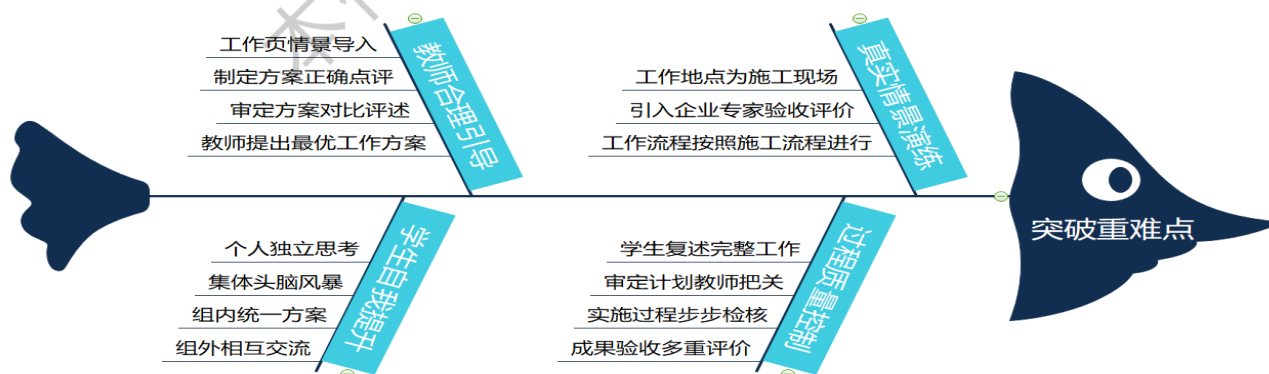 教师合理引导
工作页情景导入
制定方案正确点评
审定方案对比评述
教师提出最优工作方案
真实情景演练
工作地点为施工现场
引入企业专家验收评价
工作流程按照施工流程进行
突破重难点
学生自我提升
个人独立思考
集体头脑风暴
组内统一方案
组外相互交流
过程质量控制
学生复述完整工作
审定计划教师把关
实施过程步步检核
成果验收多重评价